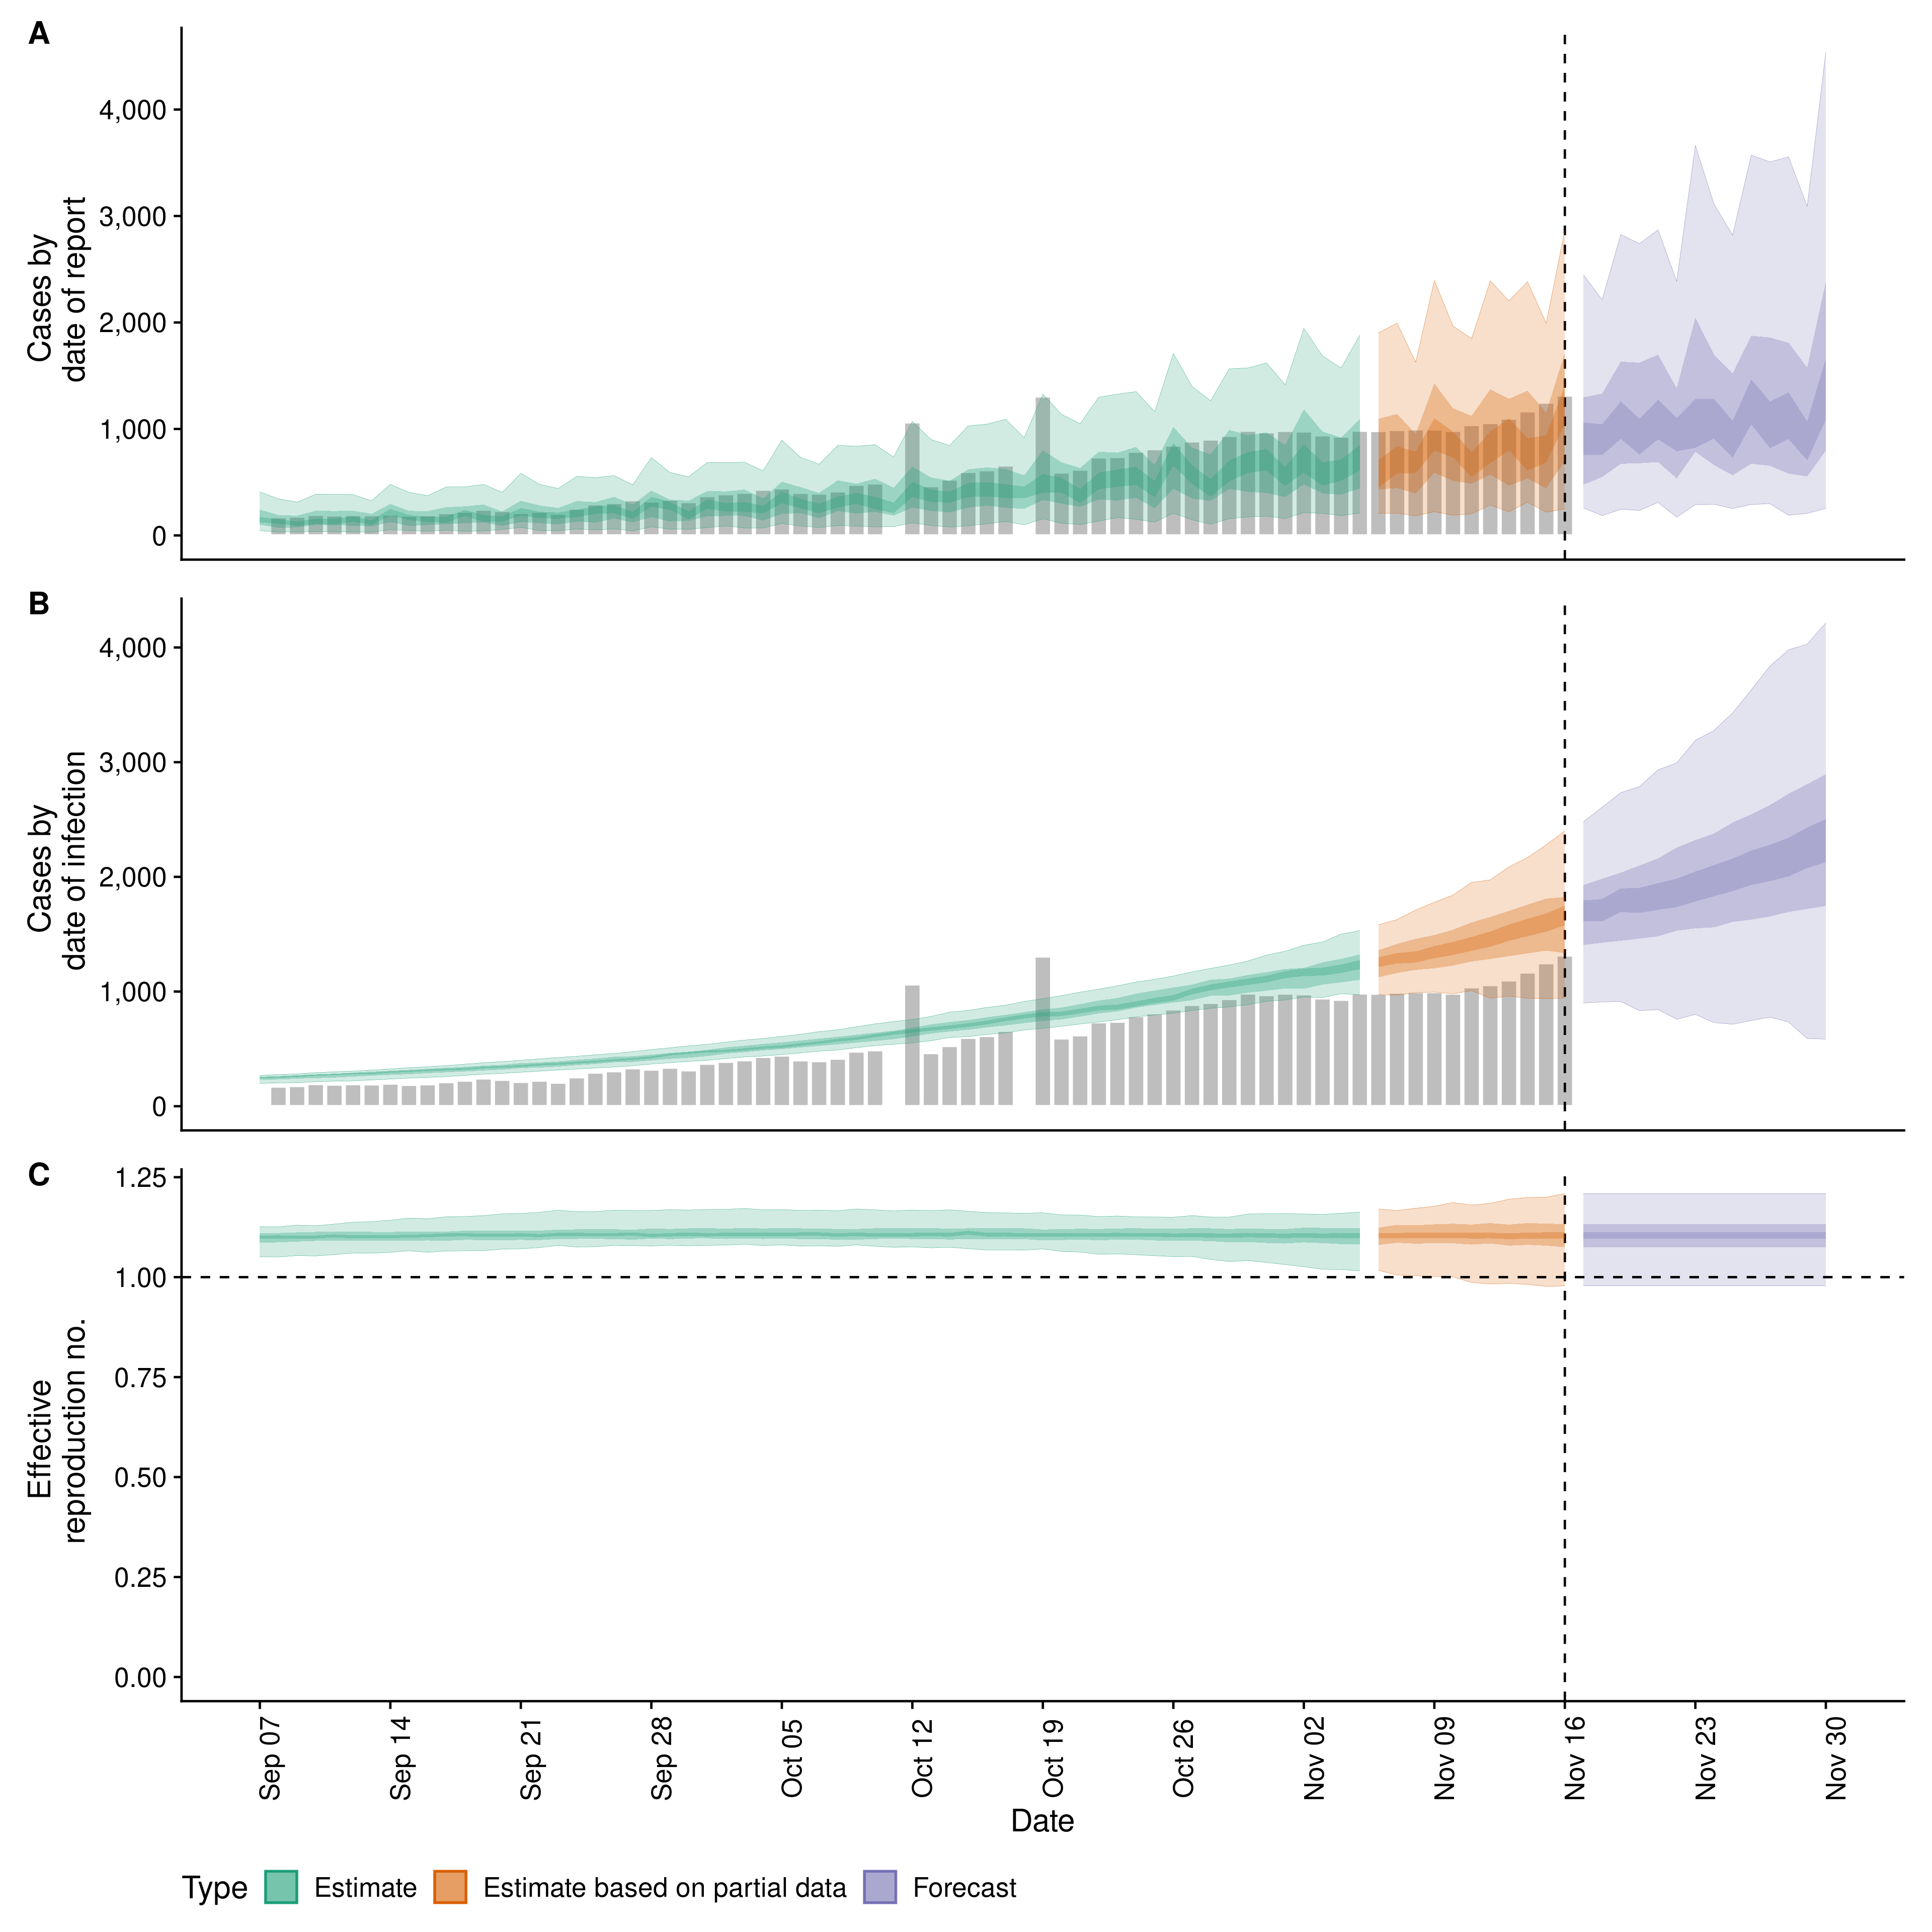 A
Cases by
date of report
4,000
3,000
2,000
1,000
0
B
Cases by
date of infection
4,000
3,000
2,000
1,000
0
C
Effective
reproduction no.
1.25
1.00
0.75
0.50
0.25
0.00
Sep 07
Sep 14
Sep 21
Sep 28
Oct 05
Oct 12
Oct 19
Oct 26
Nov 02
Nov 09
Nov 16
Nov 23
Nov 30
Date
Type Estimate Estimate based on partial data Forecast